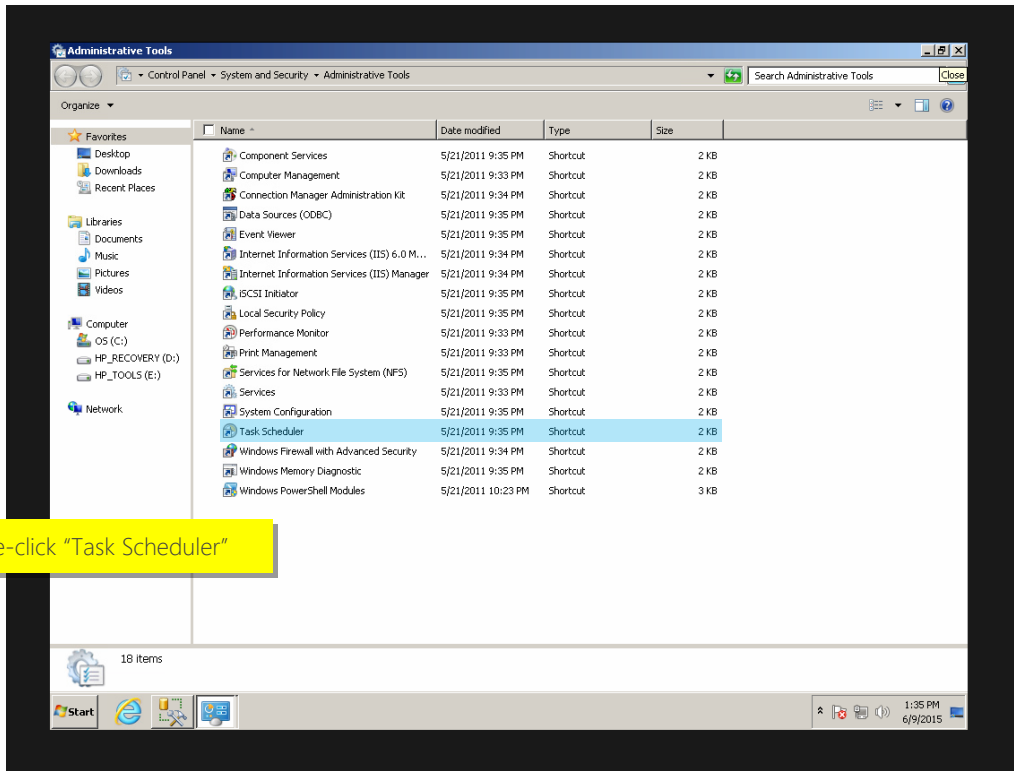 Administrative Tools
Control Panel System and Security Administrative Tools Search Administrative Tools Close
Organize
Favorites
Desktop
Downloads
Recent Places
Libraries
Documents
Music
Pictures
Videos
Computer
OS (C:)
HP_RECOVERY (D:)
HP_TOOLS (E:)
Network
Name Date modified Type Size
Component Services 5/21/2011 9:35 PM Shortcut 2 KB
Computer Management 5/21/2011 9:33 PM Shortcut 2 KB
Connection Manager Administration Kit 5/21/2011 9:34 PM Shortcut 2 KB
Data Sources (ODBC) 5/21/2011 9:35 PM Shortcut 2 KB
Event Viewer 5/21/2011 9:35 PM Shortcut 2 KB
Internet Information Services (IIS) 6.0 M... 5/21/2011 9:34 PM Shortcut 2 KB
Internet Information Services (IIS) Manager 5/21/2011 9:34 PM Shortcut 2 KB
iSCSI Initiator 5/21/2011 9:35 PM Shortcut 2 KB
Local Security Policy 5/21/2011 9:35 PM Shortcut 2 KB
Performance Monitor 5/21/2011 9:33 PM Shortcut 2 KB
Print Management 5/21/2011 9:33 PM Shortcut 2 KB
Services for Network File System (NFS) 5/21/2011 9:35 PM Shortcut 2 KB
Services 5/21/2011 9:33 PM Shortcut 2 KB
System Configuration 5/21/2011 9:35 PM Shortcut 2 KB
Task Scheduler 5/21/2011 9:35 PM Shortcut 2 KB
Windows Firewall with Advanced Security 5/21/2011 9:34 PM Shortcut 2 KB
Windows Memory Diagnostic 5/21/2011 9:35 PM Shortcut 2 KB
Windows PowerShell Modules 5/21/2011 10:23 PM Shortcut 3 KB
e-click “Task Scheduler”
18 items
Start
1:35 PM
6/9/2015